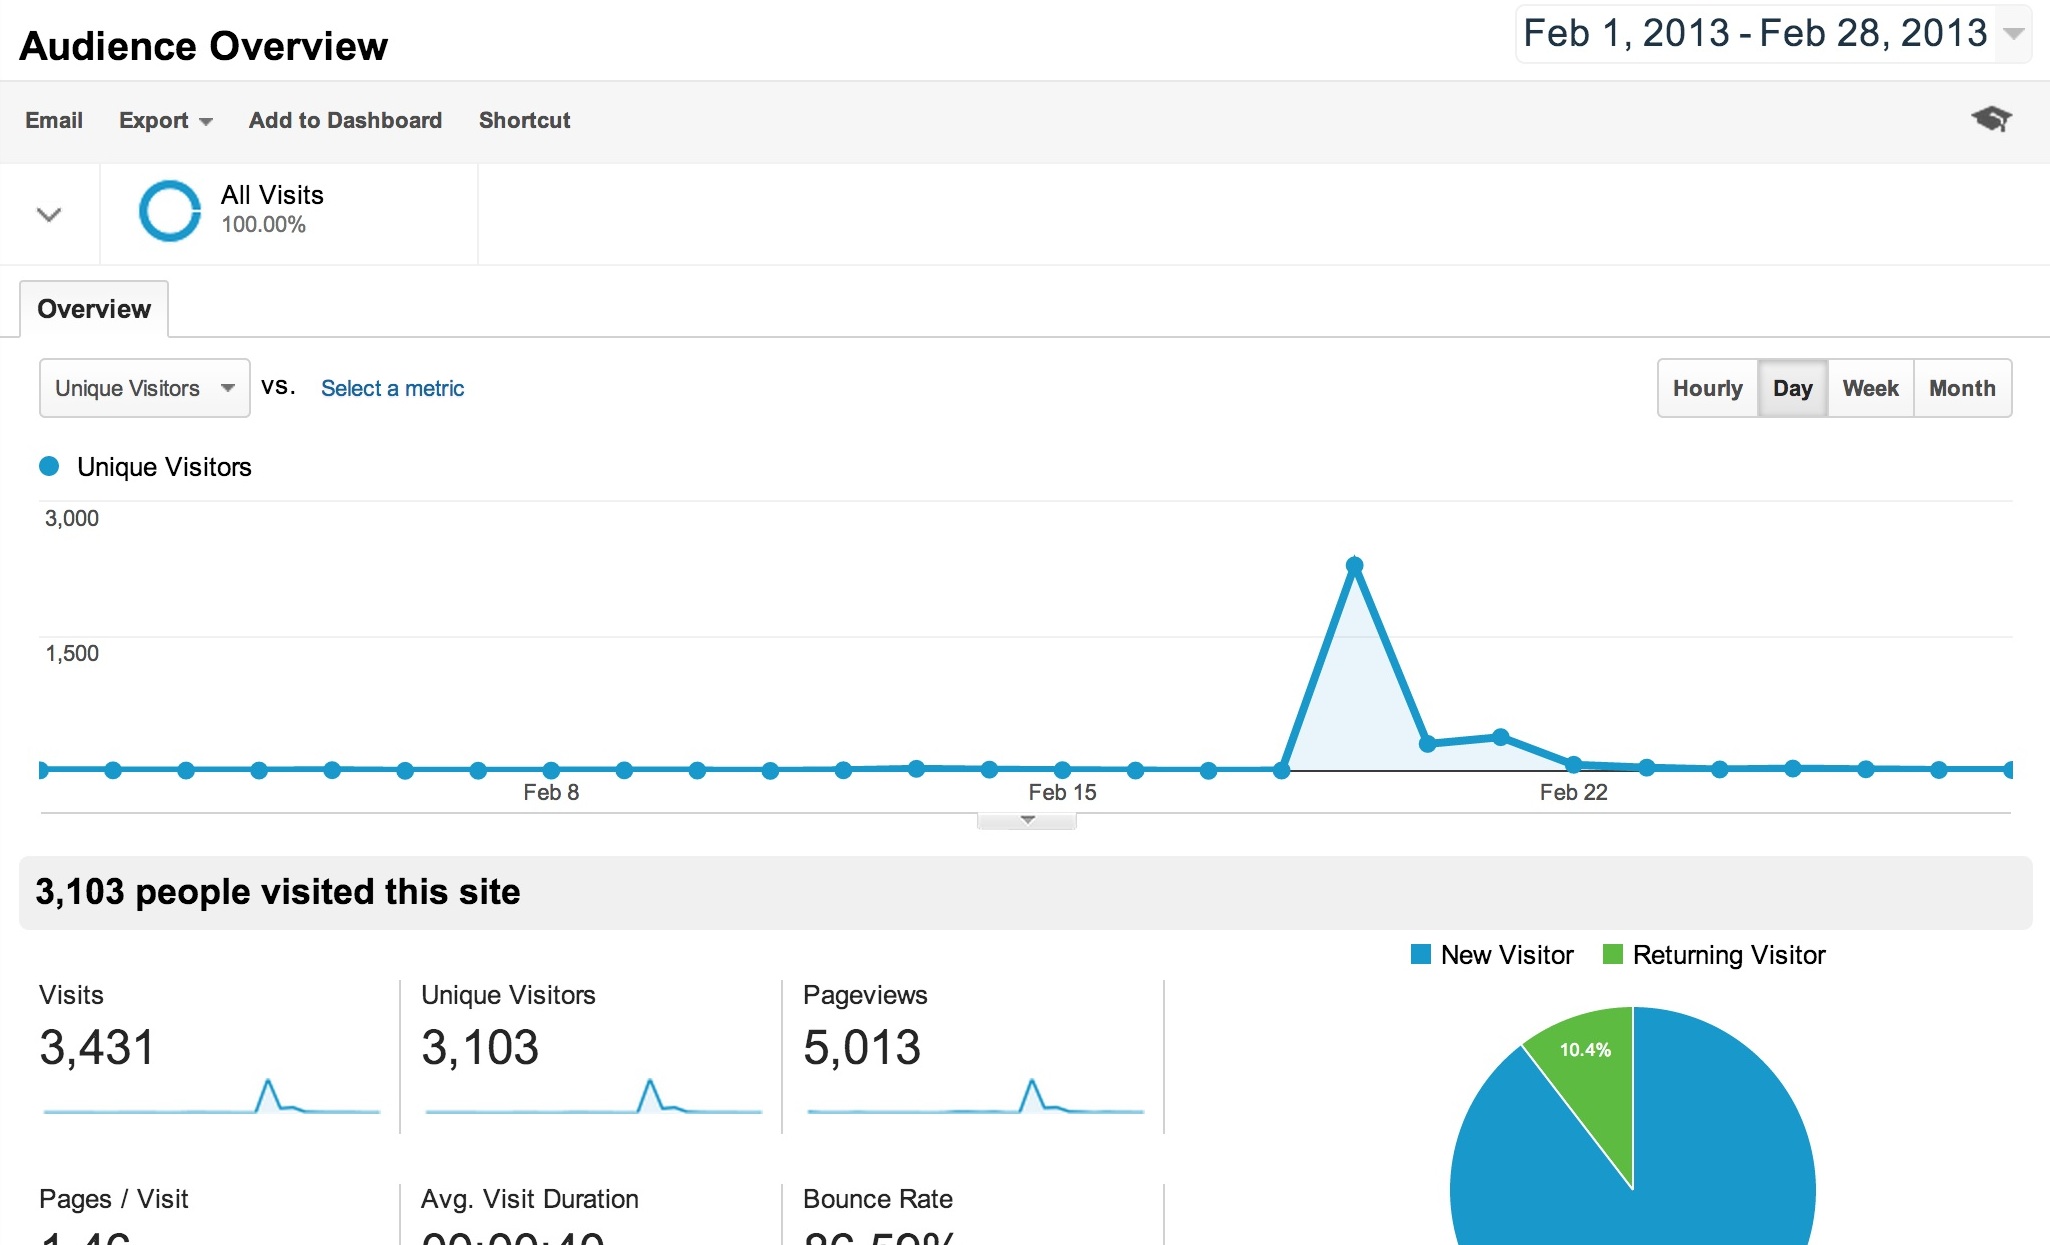 Audience Overview
Feb 1, 2013 - Feb 28, 2013
Email Export Add to Dashboard Shortcut
All Visits
100.00%
Overview
Unique Visitors vs. Select a metric
Hourly Day Week Month
Unique Visitors
3,000
1,500
Feb 8 Feb 15 Feb 22
3,103 people visited this site
New Visitor Returning Visitor
Visits Unique Visitors Pageviews
3,431 3,103 5,013
10.4%
Pages / Visit Avg. Visit Duration Bounce Rate